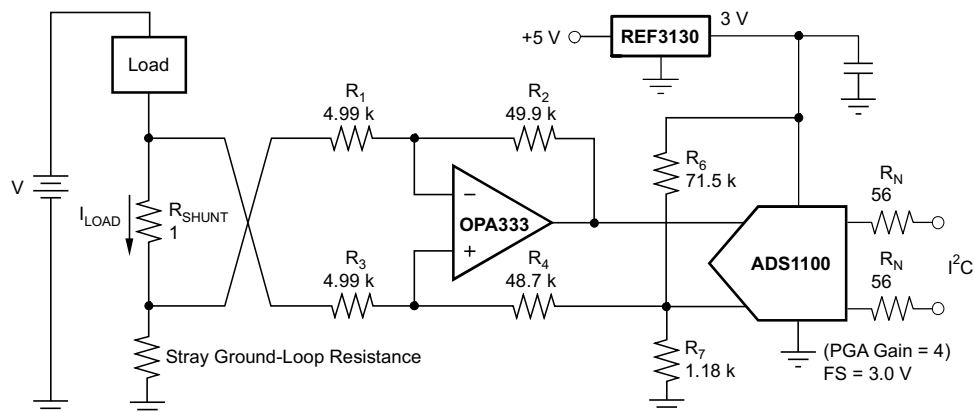 +5 V
REF3130
3 V
Load
R1
4.99 k
R2
49.9 k
R6
71.5 k
V
ILOAD
RSHUNT
1
−
+
OPA333
RN
56
ADS1100
RN
56
I²C
R3
4.99 k
R4
48.7 k
Stray Ground-Loop Resistance
R7
1.18 k
(PGA Gain = 4)
FS = 3.0 V